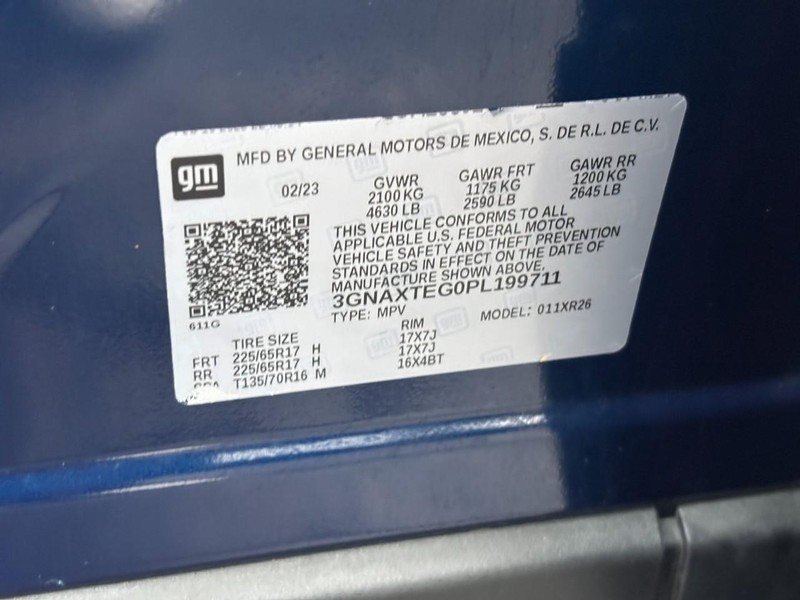 gm
MFD BY GENERAL MOTORS DE MEXICO, S. DE R.L. DE C.V.
02/23 GVWR GAWR FRT GAWR RR
2100 KG 1175 KG 1200 KG
4630 LB 2590 LB 2645 LB
THIS VEHICLE CONFORMS TO ALL
APPLICABLE U.S. FEDERAL MOTOR
VEHICLE SAFETY AND THEFT PREVENTION
STANDARDS IN EFFECT ON THE DATE OF
MANUFACTURE SHOWN ABOVE.
3GNAXTEG0PL199711
TYPE: MPV MODEL: 011XR26
611G
TIRE SIZE RIM
FRT 225/65R17 H 17X7J
RR 225/65R17 H 17X7J
T135/70R16 M 16X4BT